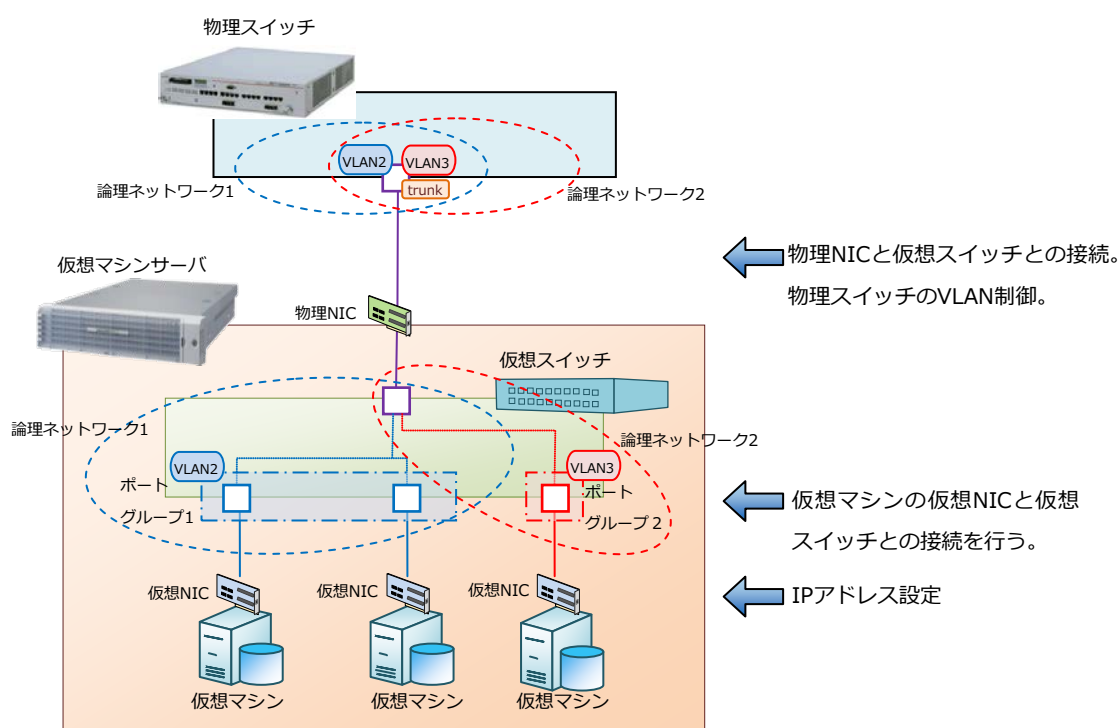 物理スイッチ
VLAN2
VLAN3
trunk
論理ネットワーク1
論理ネットワーク2
物理NICと仮想スイッチとの接続。
物理スイッチのVLAN制御。
仮想マシンサーバ
物理NIC
仮想スイッチ
論理ネットワーク1
論理ネットワーク2
VLAN2
VLAN3
ポート
グループ1
ポート
グループ２
仮想マシンの仮想NICと仮想
スイッチとの接続を行う。
仮想NIC
仮想NIC
仮想NIC
IPアドレス設定
仮想マシン
仮想マシン
仮想マシン